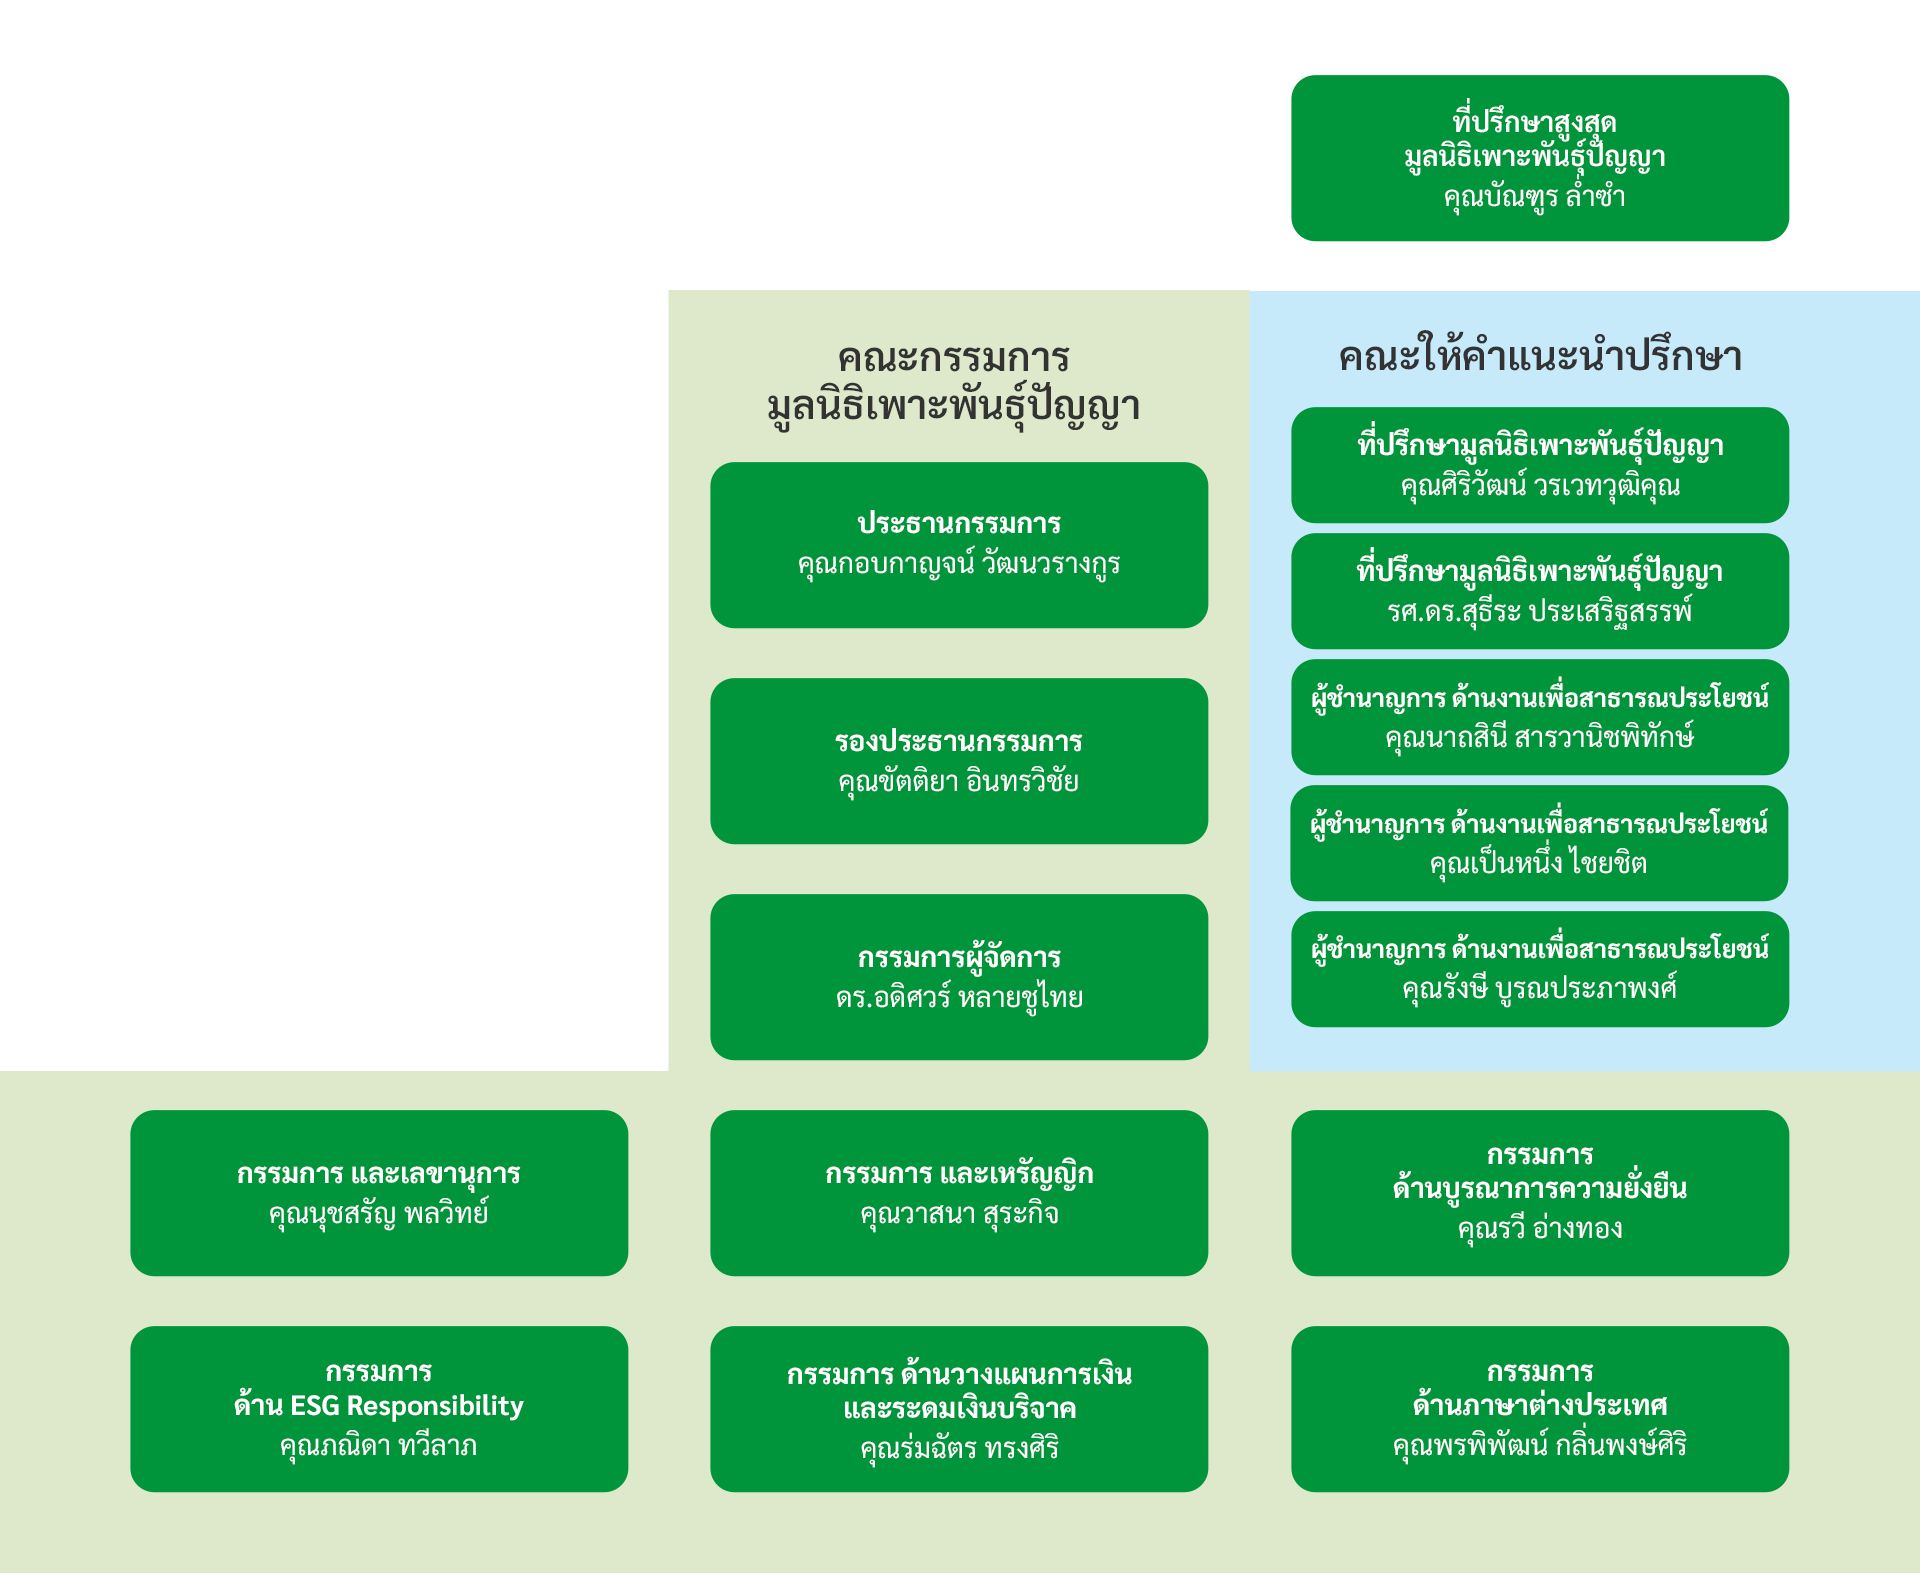 ที่ปรึกษาสูงสุด
มูลนิธิเพาะพันธุ์ปัญญา
คุณบัณฑูร ล่ำซำ
คณะกรรมการ
มูลนิธิเพาะพันธุ์ปัญญา
ประธานกรรมการ
คุณกอบกาญจน์ วัฒนวรางกูร
รองประธานกรรมการ
คุณขัตติยา อินทรวิชัย
กรรมการผู้จัดการ
ดร.อดิศวร์ หลายชูไทย
คณะให้คำแนะนำปรึกษา
ที่ปรึกษามูลนิธิเพาะพันธุ์ปัญญา
คุณศิริวัฒน์ วรเวทวุฒิคุณ
ที่ปรึกษามูลนิธิเพาะพันธุ์ปัญญา
รศ.ดร.สุธีระ ประเสริฐสรรพ์
ผู้ชำนาญการ ด้านงานเพื่อสาธารณประโยชน์
คุณนาถสินี สารวานิชพิทักษ์
ผู้ชำนาญการ ด้านงานเพื่อสาธารณประโยชน์
คุณเป็นหนึ่ง ไชยชิต
ผู้ชำนาญการ ด้านงานเพื่อสาธารณประโยชน์
คุณรังษี บูรณประภาพงศ์
กรรมการ และเลขานุการ
คุณนุชสรัญ พลวิทย์
กรรมการ และเหรัญญิก
คุณวาสนา สุระกิจ
กรรมการ
ด้านบูรณาการความยั่งยืน
คุณรวี อ่างทอง
กรรมการ
ด้าน ESG Responsibility
คุณภณิดา ทวีลาภ
กรรมการ ด้านวางแผนการเงิน
และระดมเงินบริจาค
คุณร่มฉัตร ทรงศิริ
กรรมการ
ด้านภาษาต่างประเทศ
คุณพรพิพัฒน์ กลิ่นพงษ์ศิริ